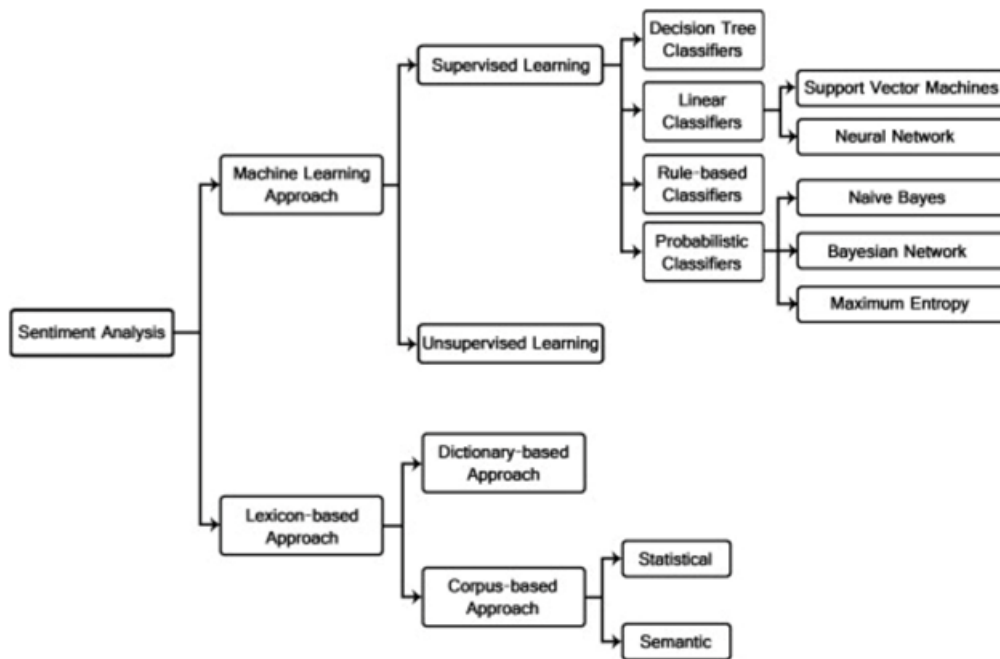 Decision Tree
Classifiers
Supervised Learning
Linear
Classifiers
Support Vector Machines
Neural Network
Machine Learning
Approach
Rule-based
Classifiers
Naive Bayes
Probabilistic
Classifiers
Bayesian Network
Maximum Entropy
Sentiment Analysis
Unsupervised Learning
Dictionary-based
Approach
Lexicon-based
Approach
Corpus-based
Approach
Statistical
Semantic